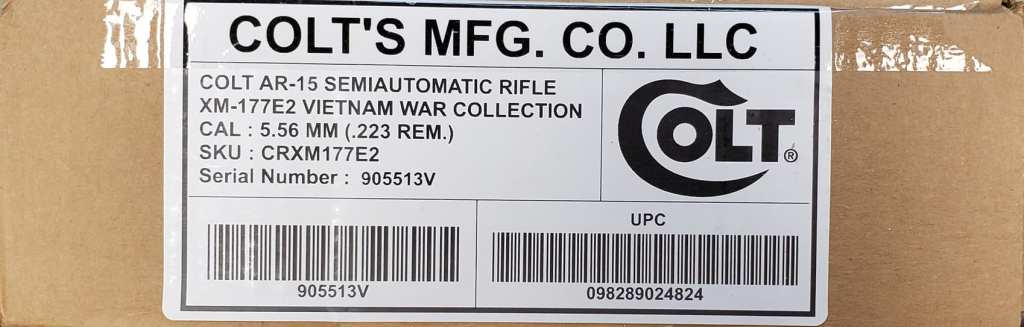 COLT'S MFG. CO. LLC
COLT AR-15 SEMIAUTOMATIC RIFLE
XM-177E2 VIETNAM WAR COLLECTION
CAL : 5.56 MM (.223 REM.)
SKU : CRXM177E2
Serial Number : 905513V
COLT®
905513V
UPC
098289024824